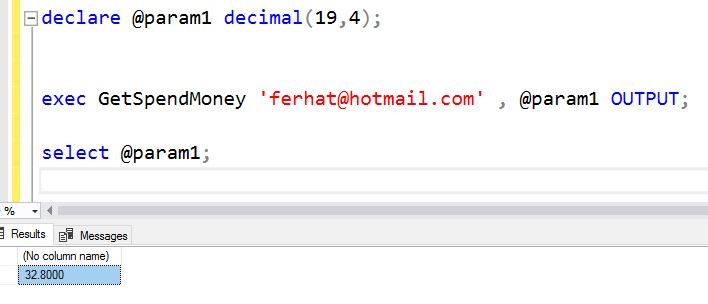 declare @param1 decimal(19,4);
exec GetSpendMoney 'ferhat@hotmail.com' , @param1 OUTPUT;
select @param1;
%
Results Messages
(No column name)
32.8000